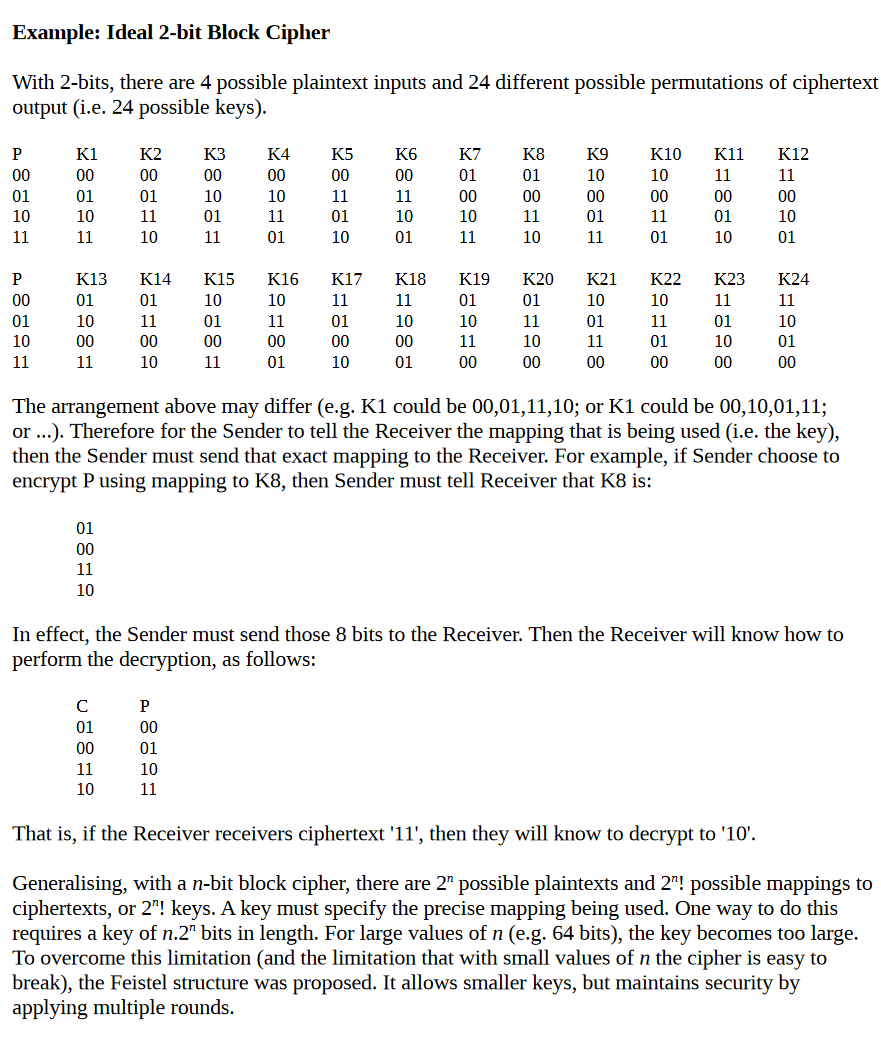 Example: Ideal 2-bit Block Cipher
With 2-bits, there are 4 possible plaintext inputs and 24 different possible permutations of ciphertext
output (i.e. 24 possible keys).
P K1 K2 K3 K4 K5 K6 K7 K8 K9 K10 K11 K12
00 00 00 00 00 00 00 01 01 10 10 11 11
01 01 01 10 10 11 11 00 00 00 00 00 00
10 10 11 01 11 01 10 10 11 01 11 01 10
11 11 10 11 01 10 01 11 10 11 01 10 01
P K13 K14 K15 K16 K17 K18 K19 K20 K21 K22 K23 K24
00 01 01 10 10 11 11 01 01 10 10 11 11
01 10 11 01 11 01 10 10 11 01 11 01 10
10 00 00 00 00 00 00 11 10 11 01 10 01
11 11 10 11 01 10 01 00 00 00 00 00 00
The arrangement above may differ (e.g. K1 could be 00,01,11,10; or K1 could be 00,10,01,11;
or ...). Therefore for the Sender to tell the Receiver the mapping that is being used (i.e. the key),
then the Sender must send that exact mapping to the Receiver. For example, if Sender choose to
encrypt P using mapping to K8, then Sender must tell Receiver that K8 is:
01
00
11
10
In effect, the Sender must send those 8 bits to the Receiver. Then the Receiver will know how to
perform the decryption, as follows:
C P
01 00
00 01
11 10
10 11
That is, if the Receiver receivers ciphertext '11', then they will know to decrypt to '10'.
Generalising, with a n-bit block cipher, there are 2ⁿ possible plaintexts and 2ⁿ! possible mappings to
ciphertexts, or 2ⁿ! keys. A key must specify the precise mapping being used. One way to do this
requires a key of n.2ⁿ bits in length. For large values of n (e.g. 64 bits), the key becomes too large.
To overcome this limitation (and the limitation that with small values of n the cipher is easy to
break), the Feistel structure was proposed. It allows smaller keys, but maintains security by
applying multiple rounds.